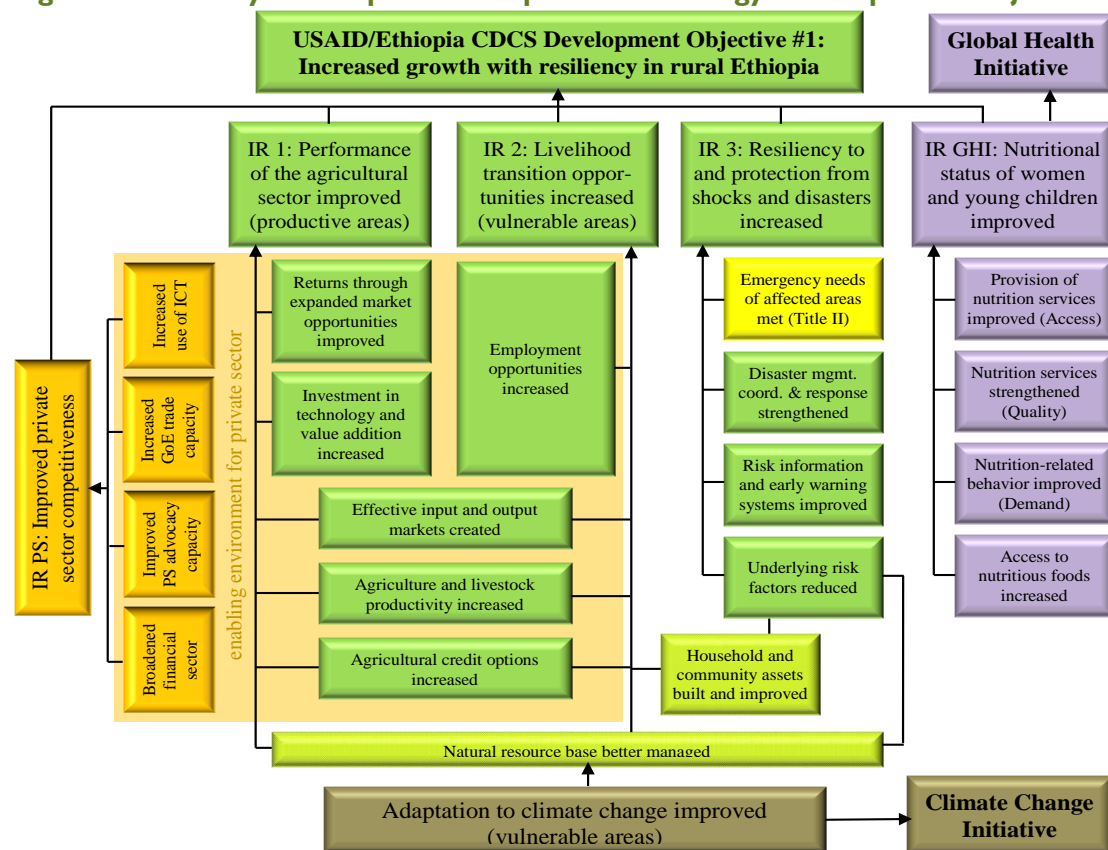 USAID/Ethiopia CDCS Development Objective #1:
Increased growth with resiliency in rural Ethiopia
Global Health
Initiative
IR 1: Performance
of the agricultural
sector improved
(productive areas)
IR 2: Livelihood
transition oppor-
tunities increased
(vulnerable areas)
IR 3: Resiliency to
and protection from
shocks and disasters
increased
IR GHI: Nutritional
status of women
and young children
improved
IR PS: Improved private
sector competitiveness
Increased
use of ICT
Increased
GoE trade
capacity
Improved
PS advocacy
capacity
Broadened
financial
sector
enabling environment for private sector
Returns through
expanded market
opportunities
improved
Investment in
technology and
value addition
increased
Employment
opportunities
increased
Effective input and output
markets created
Agriculture and livestock
productivity increased
Agricultural credit options
increased
Emergency needs
of affected areas
met (Title II)
Disaster mgmt.
coord. & response
strengthened
Risk information
and early warning
systems improved
Underlying risk
factors reduced
Household and
community assets
built and improved
Provision of
nutrition services
improved (Access)
Nutrition services
strengthened
(Quality)
Nutrition-related
behavior improved
(Demand)
Access to
nutritious foods
increased
Natural resource base better managed
Adaptation to climate change improved
(vulnerable areas)
Climate Change
Initiative